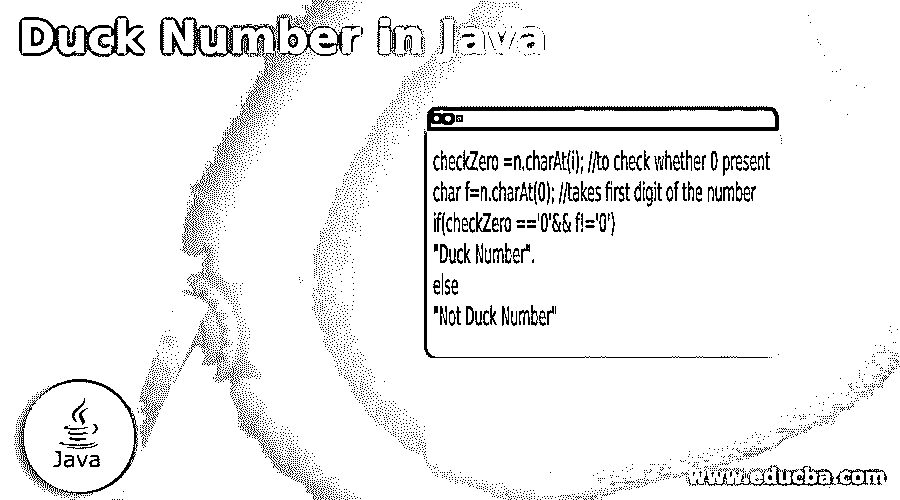 Duck Number in Java
checkZero =n.charAt(i); //to check whether 0 present
char f=n.charAt(0); //takes first digit of the number
if(checkZero =='0'&& f!='0')
"Duck Number".
else
"Not Duck Number"
Java
www.educba.com